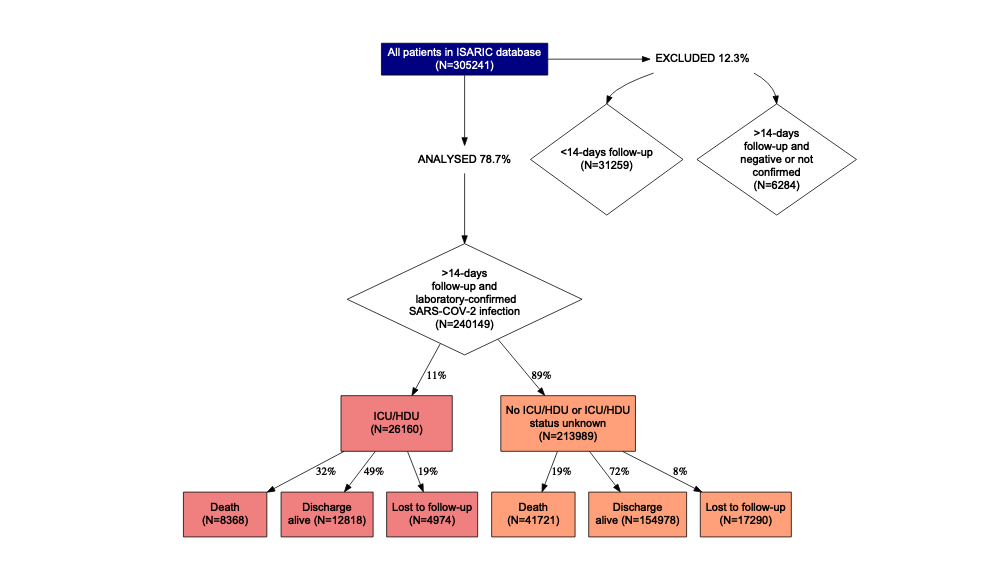 All patients in ISARIC database
(N=305241)
EXCLUDED 12.3%
<14-days follow-up
(N=31259)
>14-days
follow-up and
negative or not
confirmed
(N=6284)
ANALYSED 78.7%
>14-days
follow-up and
laboratory-confirmed
SARS-COV-2 infection
(N=240149)
11%
89%
ICU/HDU
(N=26160)
No ICU/HDU or ICU/HDU
status unknown
(N=213989)
32%
49%
19%
19%
72%
8%
Death
(N=8368)
Discharge
alive (N=12818)
Lost to follow-up
(N=4974)
Death
(N=41721)
Discharge
alive (N=154978)
Lost to follow-up
(N=17290)